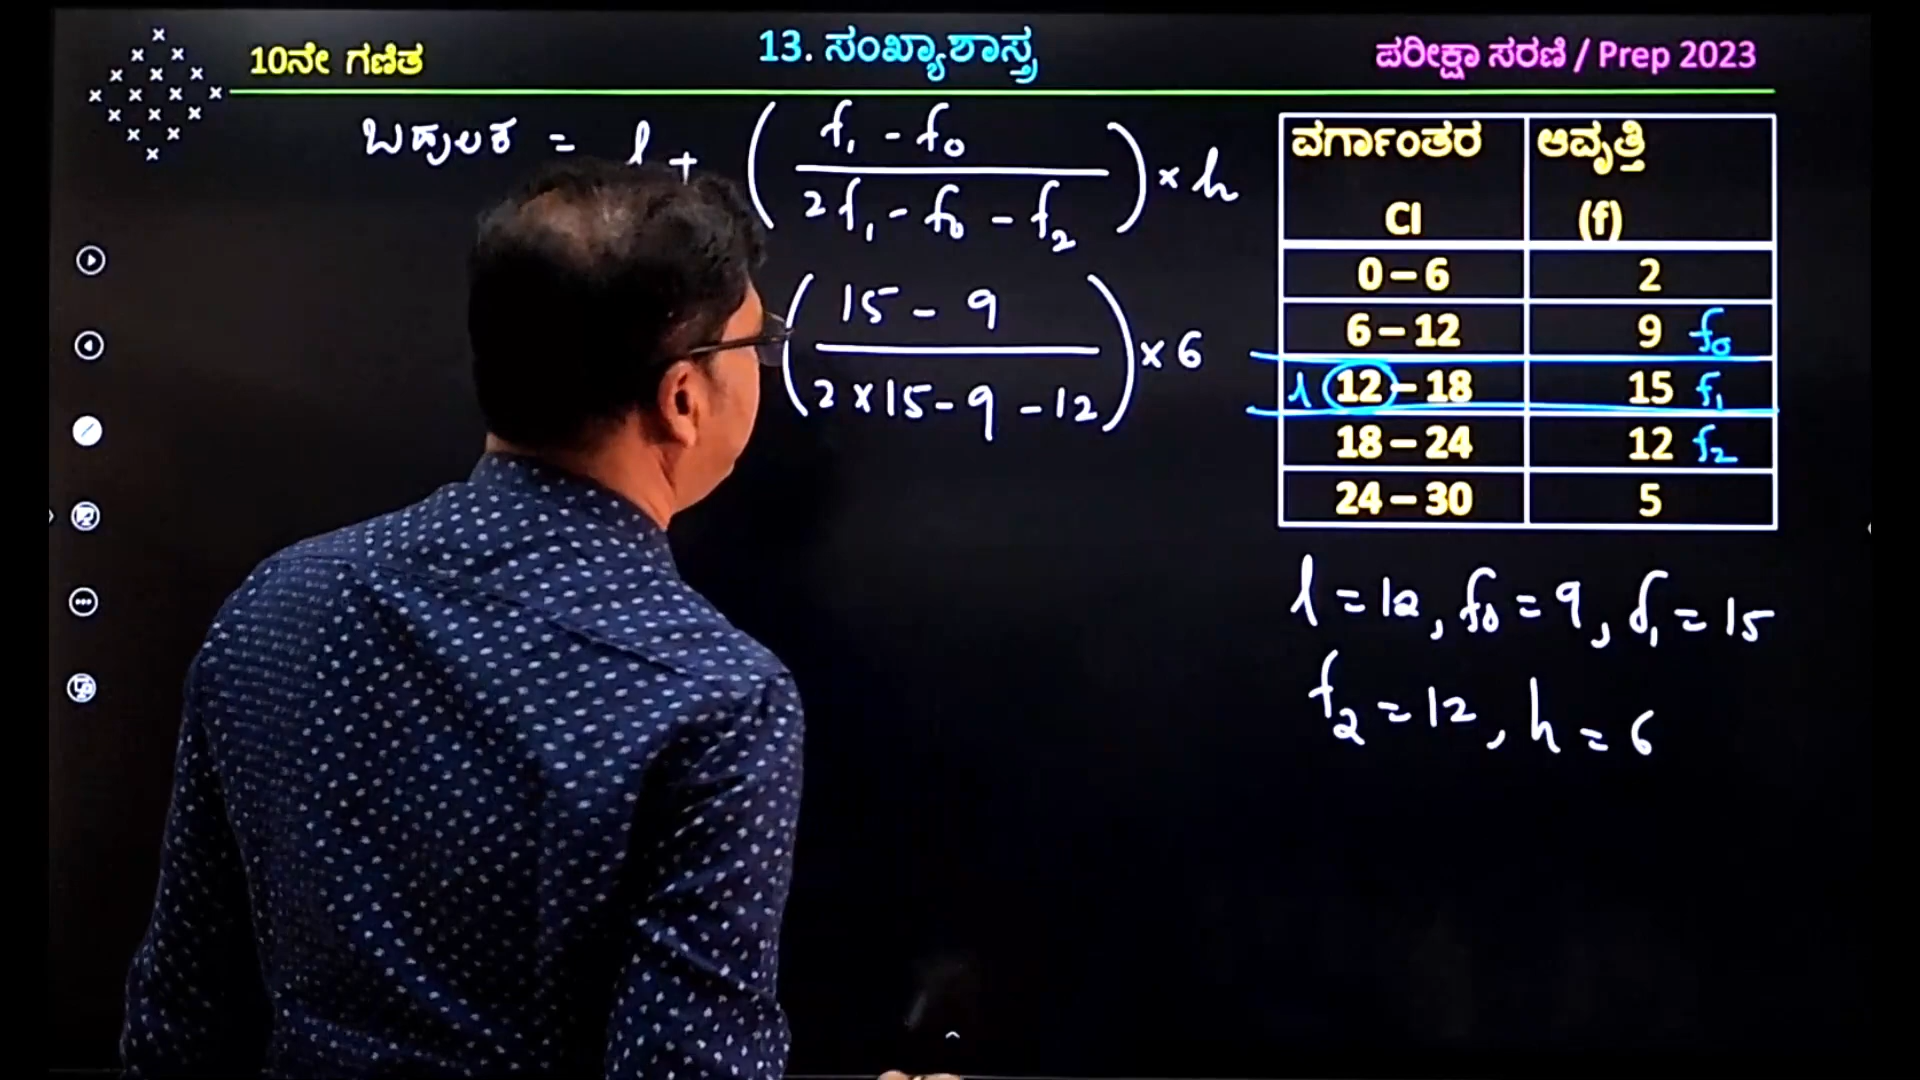 10ನೇ ಗಣಿತ
13. ಸಂಖ್ಯಾಶಾಸ್ತ್ರ
ಪರೀಕ್ಷಾ ಸರಣಿ / Prep 2023
ಬಹುಲಕ = l + ( f₁ - f₀ / 2f₁ - f₀ - f₂ ) × h
( 15 - 9 / 2 × 15 - 9 - 12 ) × 6
ವರ್ಗಾಂತರ CI ಆವೃತ್ತಿ (f)
0 – 6 2
6 – 12 9 f₀
l 12 – 18 15 f₁
18 – 24 12 f₂
24 – 30 5
l = 12, f₀ = 9, f₁ = 15
f₂ = 12, h = 6